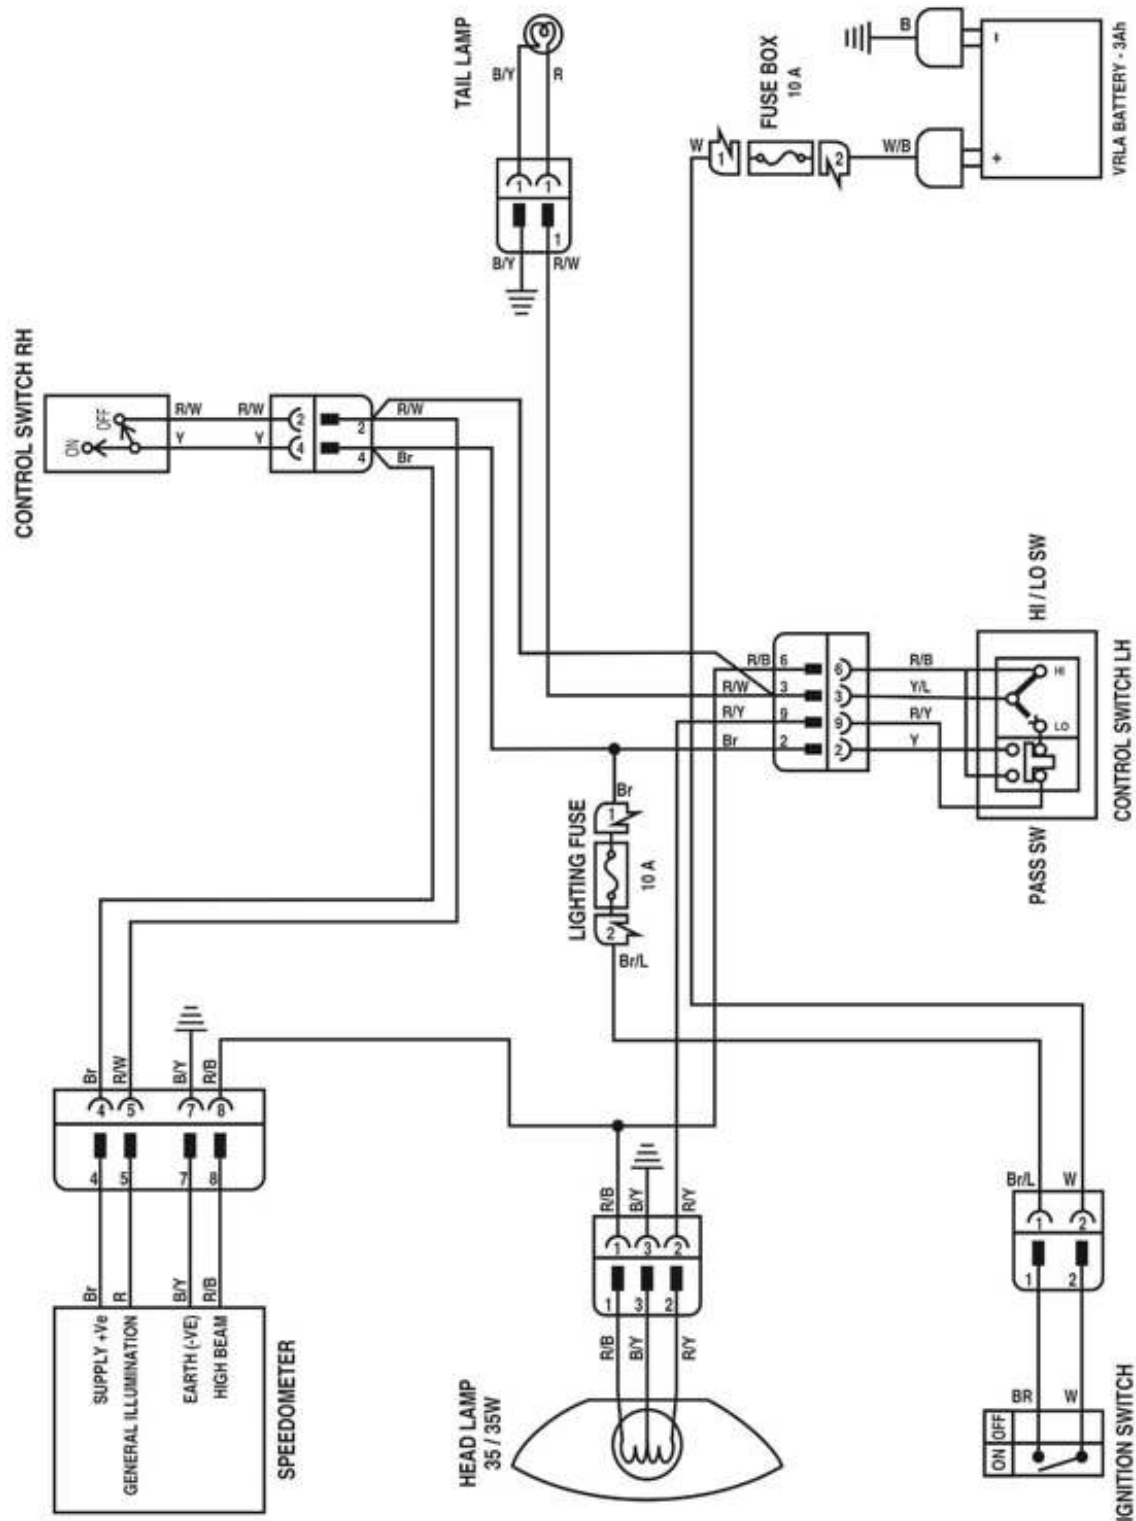 TAIL LAMP
B/Y
R
1
1
1
B/Y
R/W
FUSE BOX
10 A
W
1
2
W/B
B
-
+
VRLA BATTERY - 3Ah
CONTROL SWITCH RH
ON
OFF
R/W
R/W
Y
Y
2
4
2
4
R/W
Br
HI / LO SW
CONTROL SWITCH LH
PASS SW
R/B
6
R/W
3
R/Y
9
Br
2
6
3
9
2
R/B
Y/L
R/Y
Y
HI
LO
LIGHTING FUSE
10 A
Br
1
2
Br/L
Br
R/W
B/Y
R/B
4
5
7
8
4
5
7
8
Br
R
B/Y
R/B
SUPPLY +Ve
GENERAL ILLUMINATION
EARTH (-VE)
HIGH BEAM
SPEEDOMETER
R/B
B/Y
R/Y
1
3
2
1
3
2
R/B
B/Y
R/Y
HEAD LAMP
35 / 35W
Br/L
W
1
2
1
2
BR
W
ON
OFF
IGNITION SWITCH